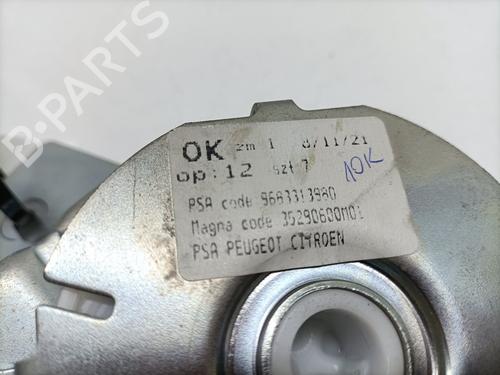 OK zm 1 8/11/21
op:12 szt 7
10K
PSA code 9683313980
Magna code 35290600M01
PSA PEUGEOT CITROEN
B-PARTS